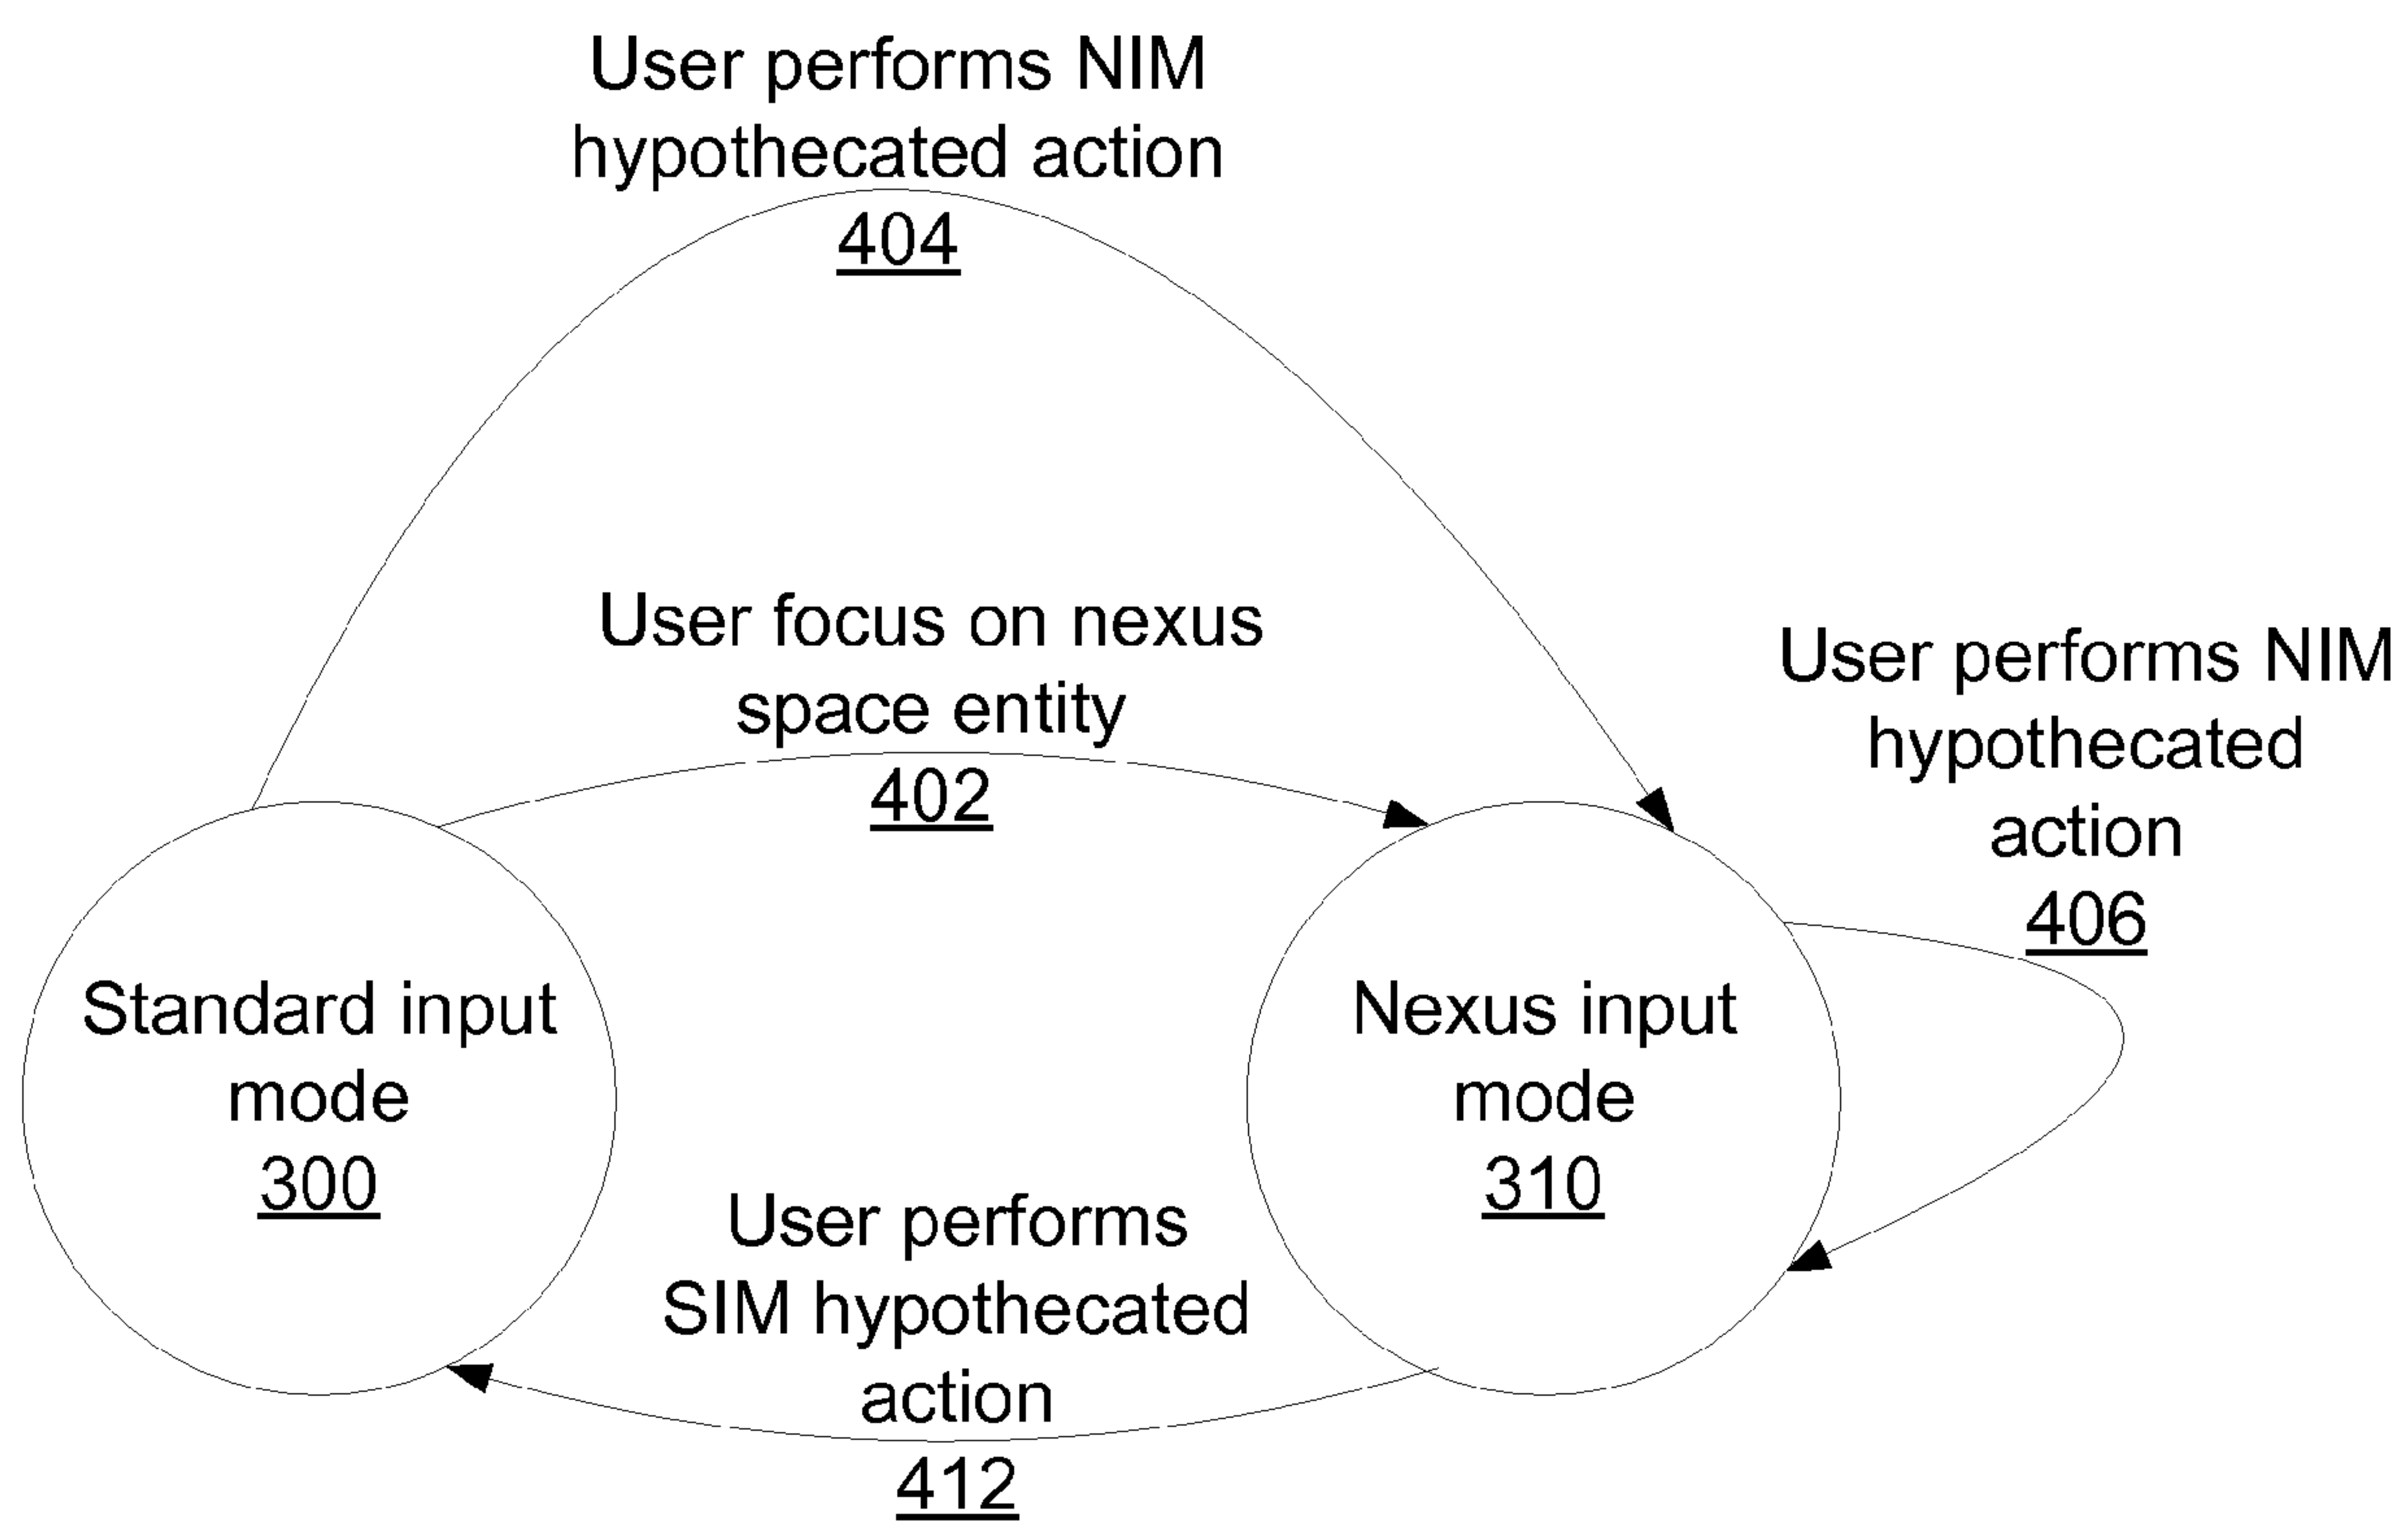 User performs NIM
hypothecated action
404
User focus on nexus
space entity
402
User performs NIM
hypothecated
action
406
Standard input
mode
300
Nexus input
mode
310
User performs
SIM hypothecated
action
412